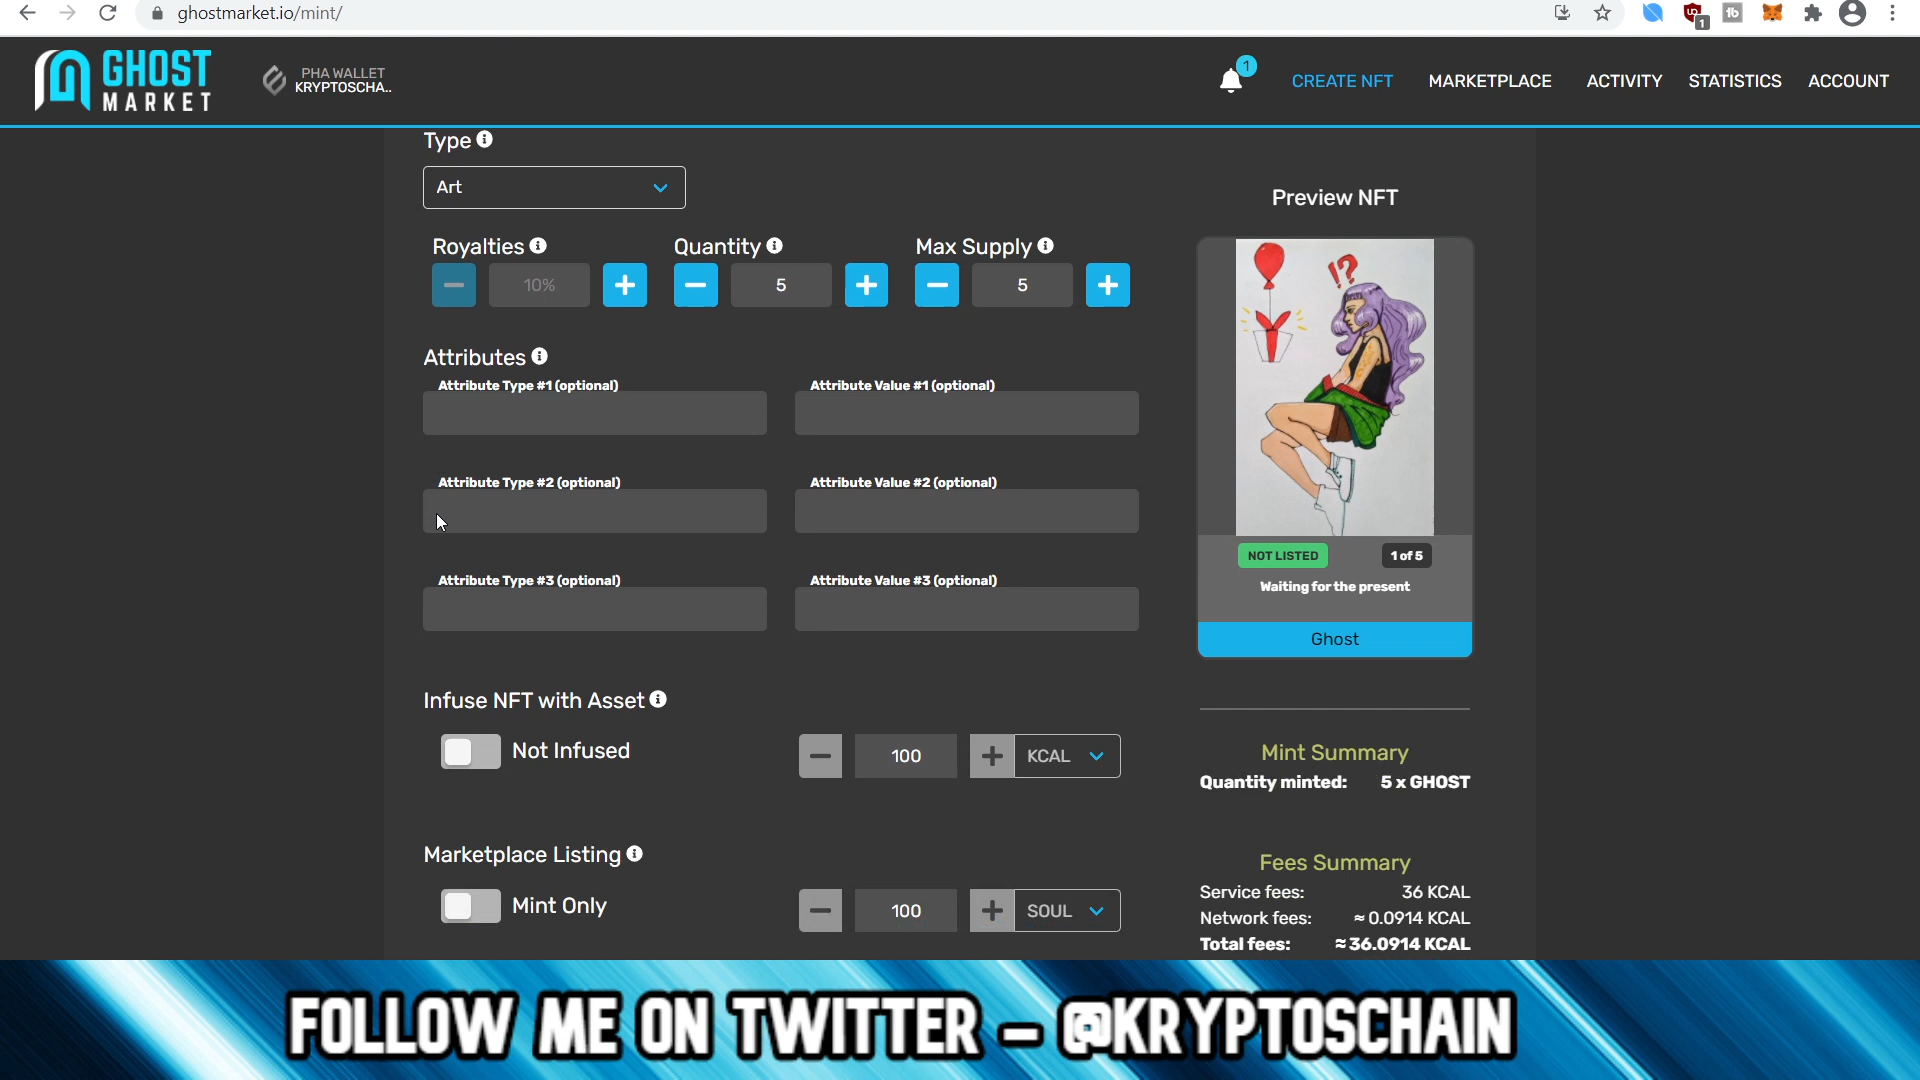 ghostmarket.io/mint/
1
GHOST
MARKET
PHA WALLET
KRYPTOSCHA..
1
CREATE NFT
MARKETPLACE
ACTIVITY
STATISTICS
ACCOUNT
Type
Art
Royalties
Quantity
Max Supply
10%
5
5
Attributes
Attribute Type #1 (optional)
Attribute Value #1 (optional)
Attribute Type #2 (optional)
Attribute Value #2 (optional)
Attribute Type #3 (optional)
Attribute Value #3 (optional)
Infuse NFT with Asset
Not Infused
100
KCAL
Marketplace Listing
Mint Only
100
SOUL
Preview NFT
!?
NOT LISTED
1 of 5
Waiting for the present
Ghost
Mint Summary
Quantity minted: 5 x GHOST
Fees Summary
Service fees: 36 KCAL
Network fees: ≈ 0.0914 KCAL
Total fees: ≈ 36.0914 KCAL
FOLLOW ME ON TWITTER - @KRYPTOSCHAIN